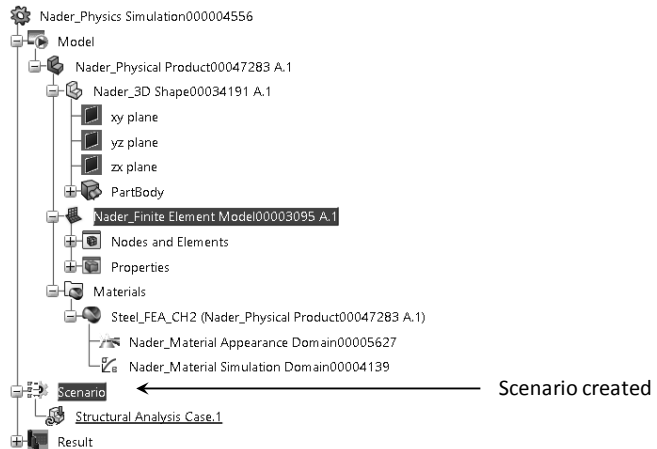 Nader_Physics Simulation000004556
Model
Nader_Physical Product00047283 A.1
Nader_3D Shape00034191 A.1
xy plane
yz plane
zx plane
PartBody
Nader_Finite Element Model00003095 A.1
Nodes and Elements
Properties
Materials
Steel_FEA_CH2 (Nader_Physical Product00047283 A.1)
Nader_Material Appearance Domain00005627
Nader_Material Simulation Domain00004139
Scenario
Scenario created
Structural Analysis Case.1
Result